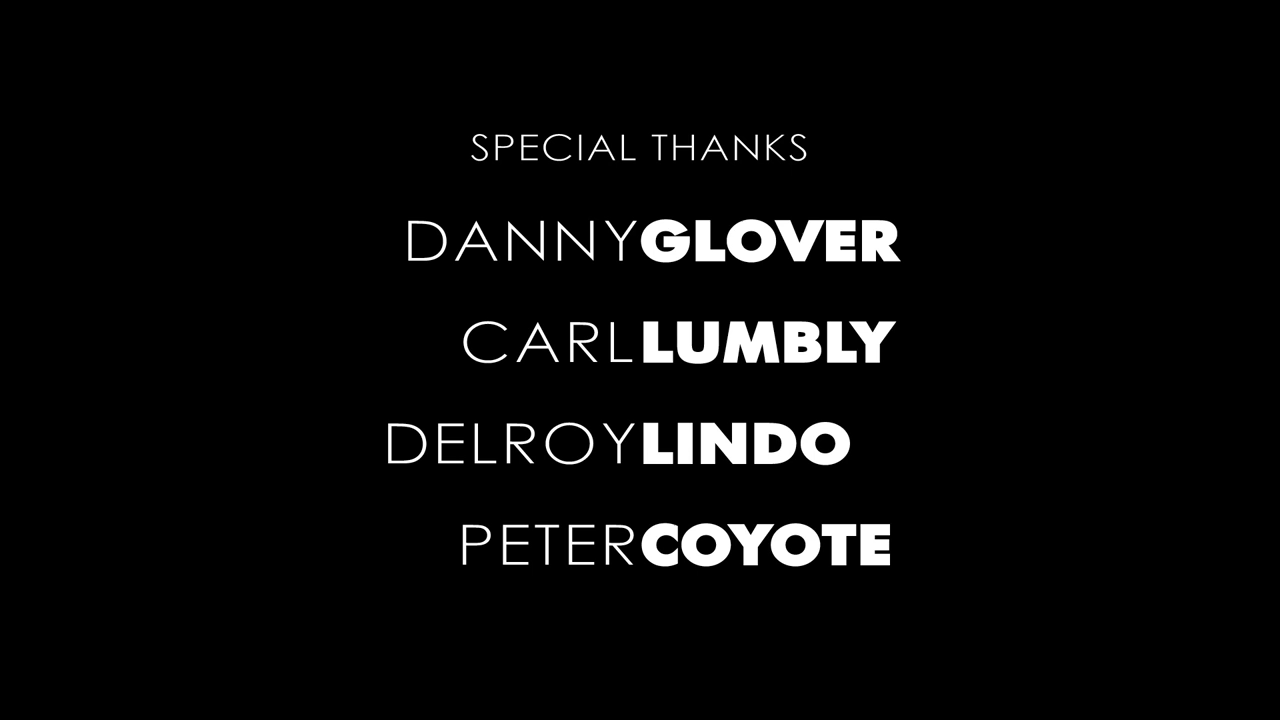 SPECIAL THANKS
DANNYGLOVER
CARLLUMBLY
DELROYLINDO
PETERCOYOTE